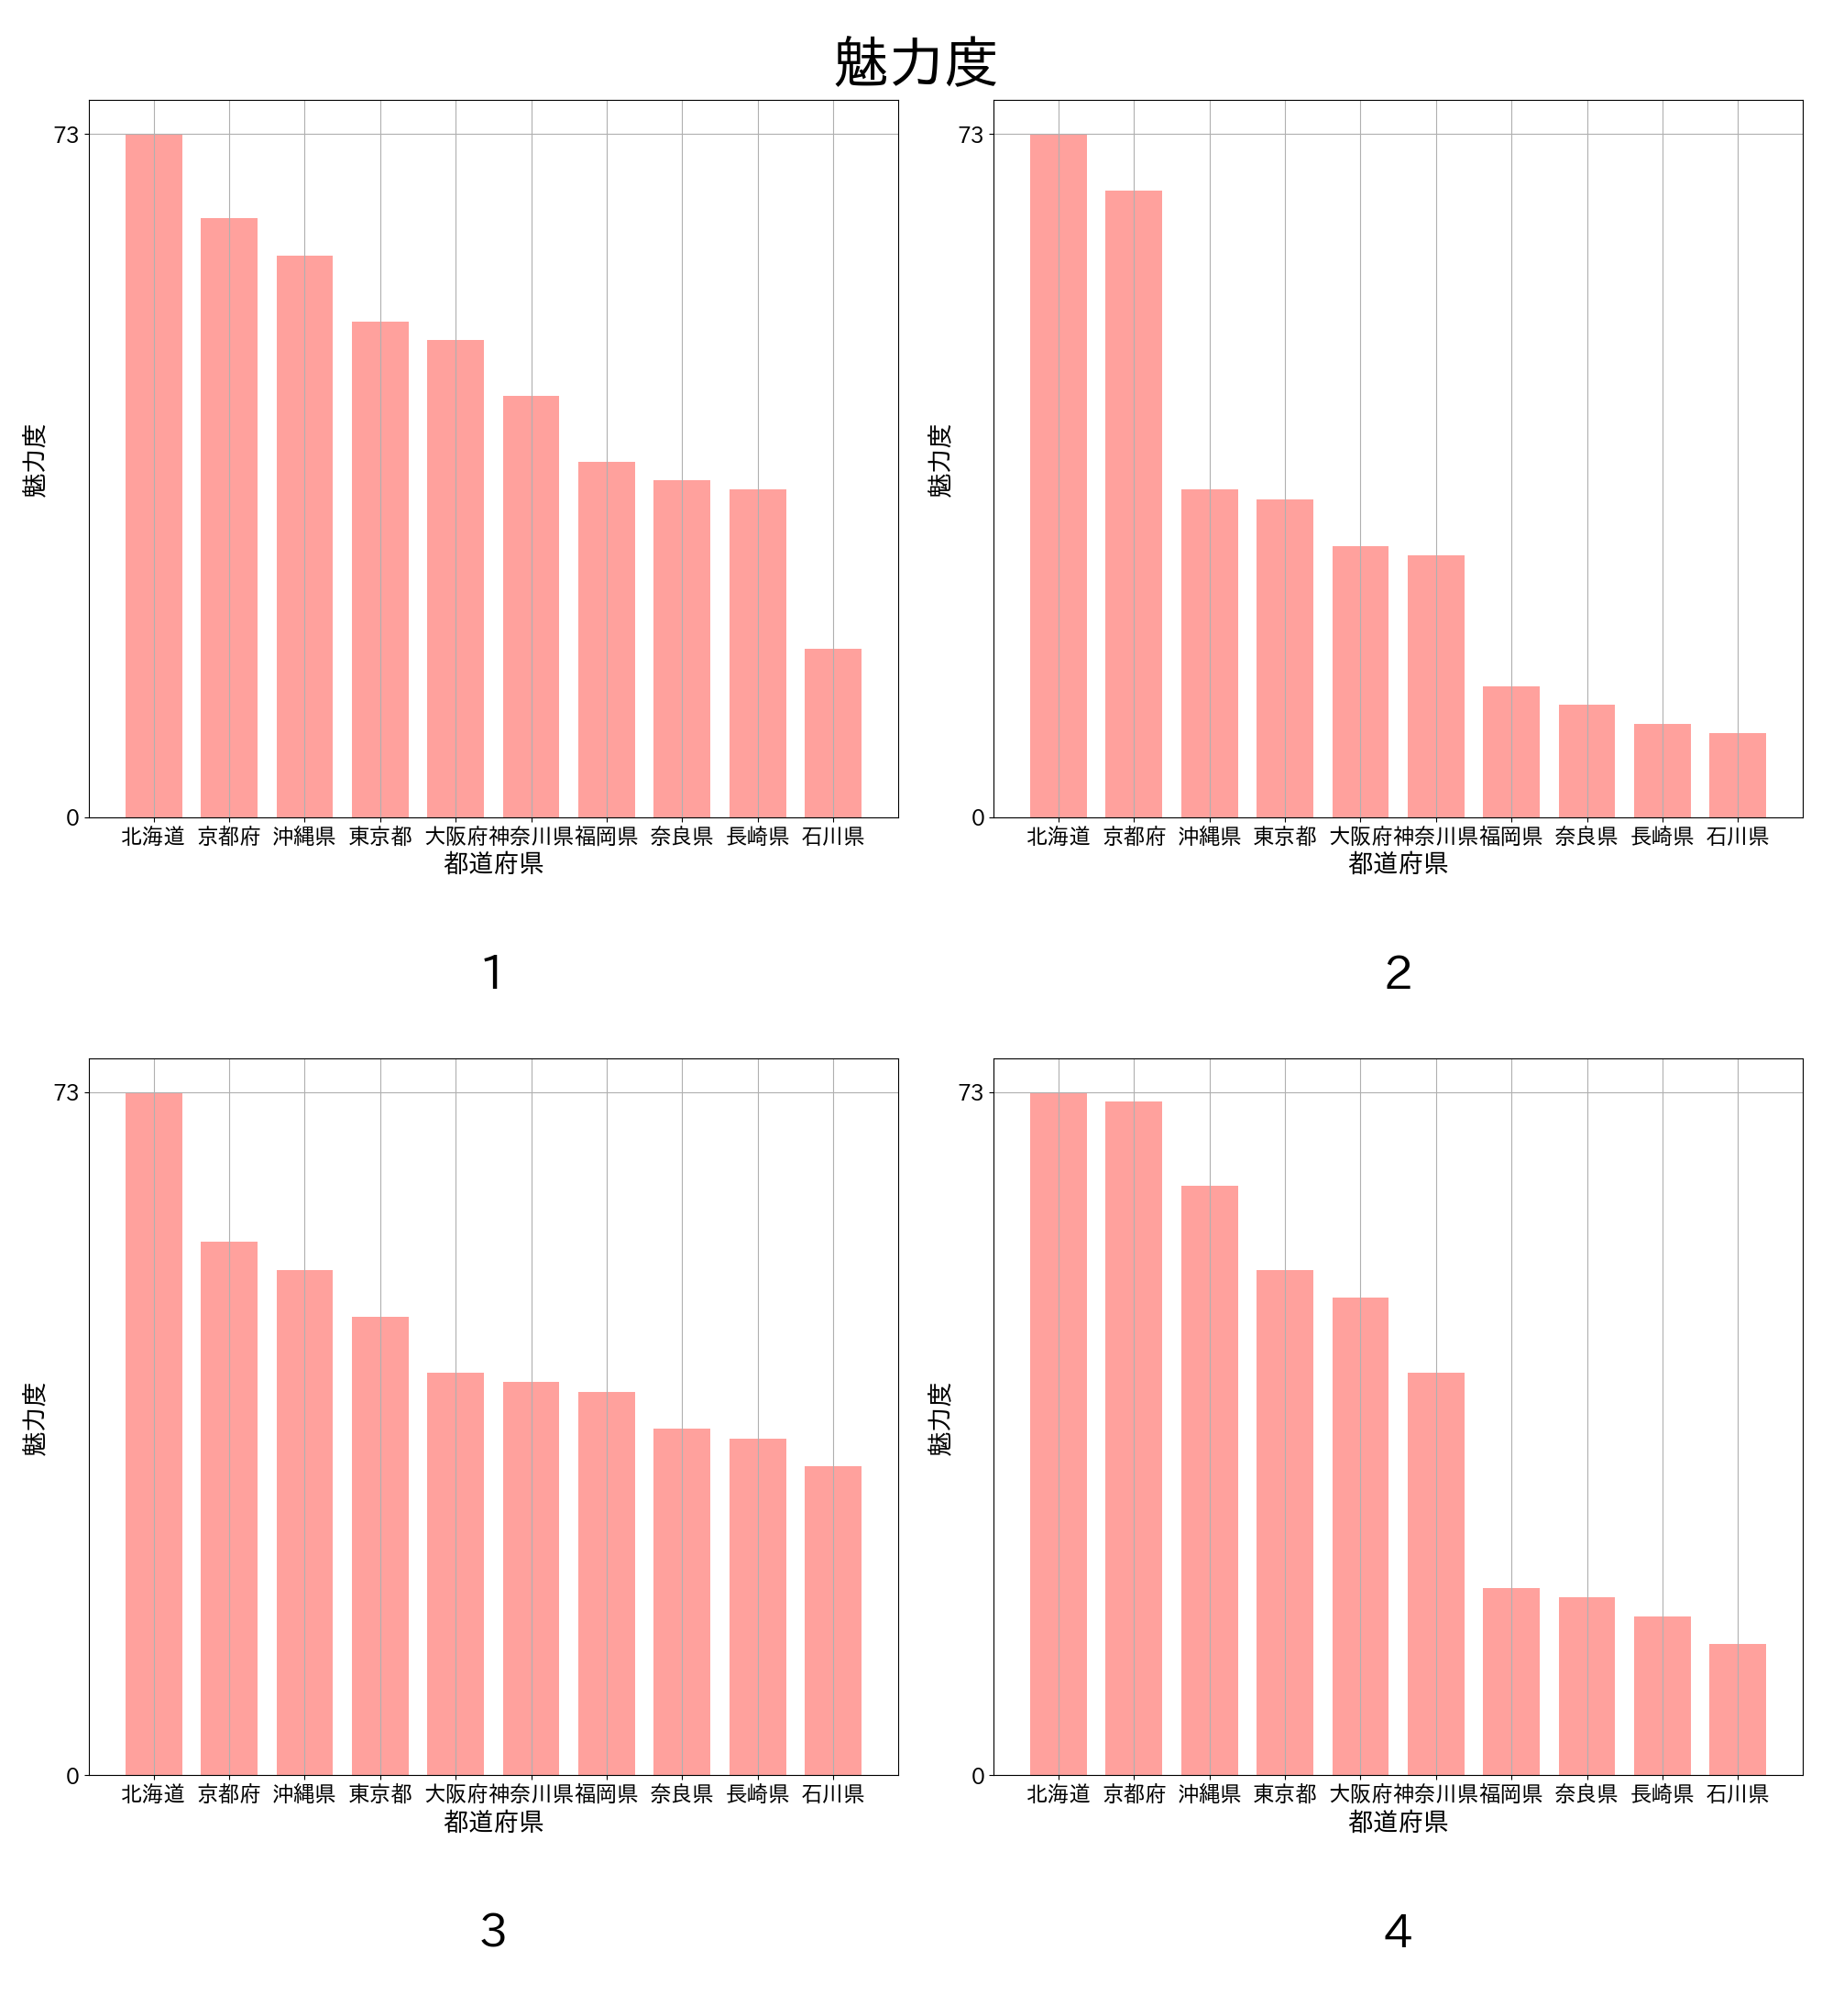 魅力度
73
0
魅力度
北海道 京都府 沖縄県 東京都 大阪府 神奈川県 福岡県 奈良県 長崎県 石川県
都道府県
1
73
0
魅力度
北海道 京都府 沖縄県 東京都 大阪府 神奈川県 福岡県 奈良県 長崎県 石川県
都道府県
2
73
0
魅力度
北海道 京都府 沖縄県 東京都 大阪府 神奈川県 福岡県 奈良県 長崎県 石川県
都道府県
3
73
0
魅力度
北海道 京都府 沖縄県 東京都 大阪府 神奈川県 福岡県 奈良県 長崎県 石川県
都道府県
4